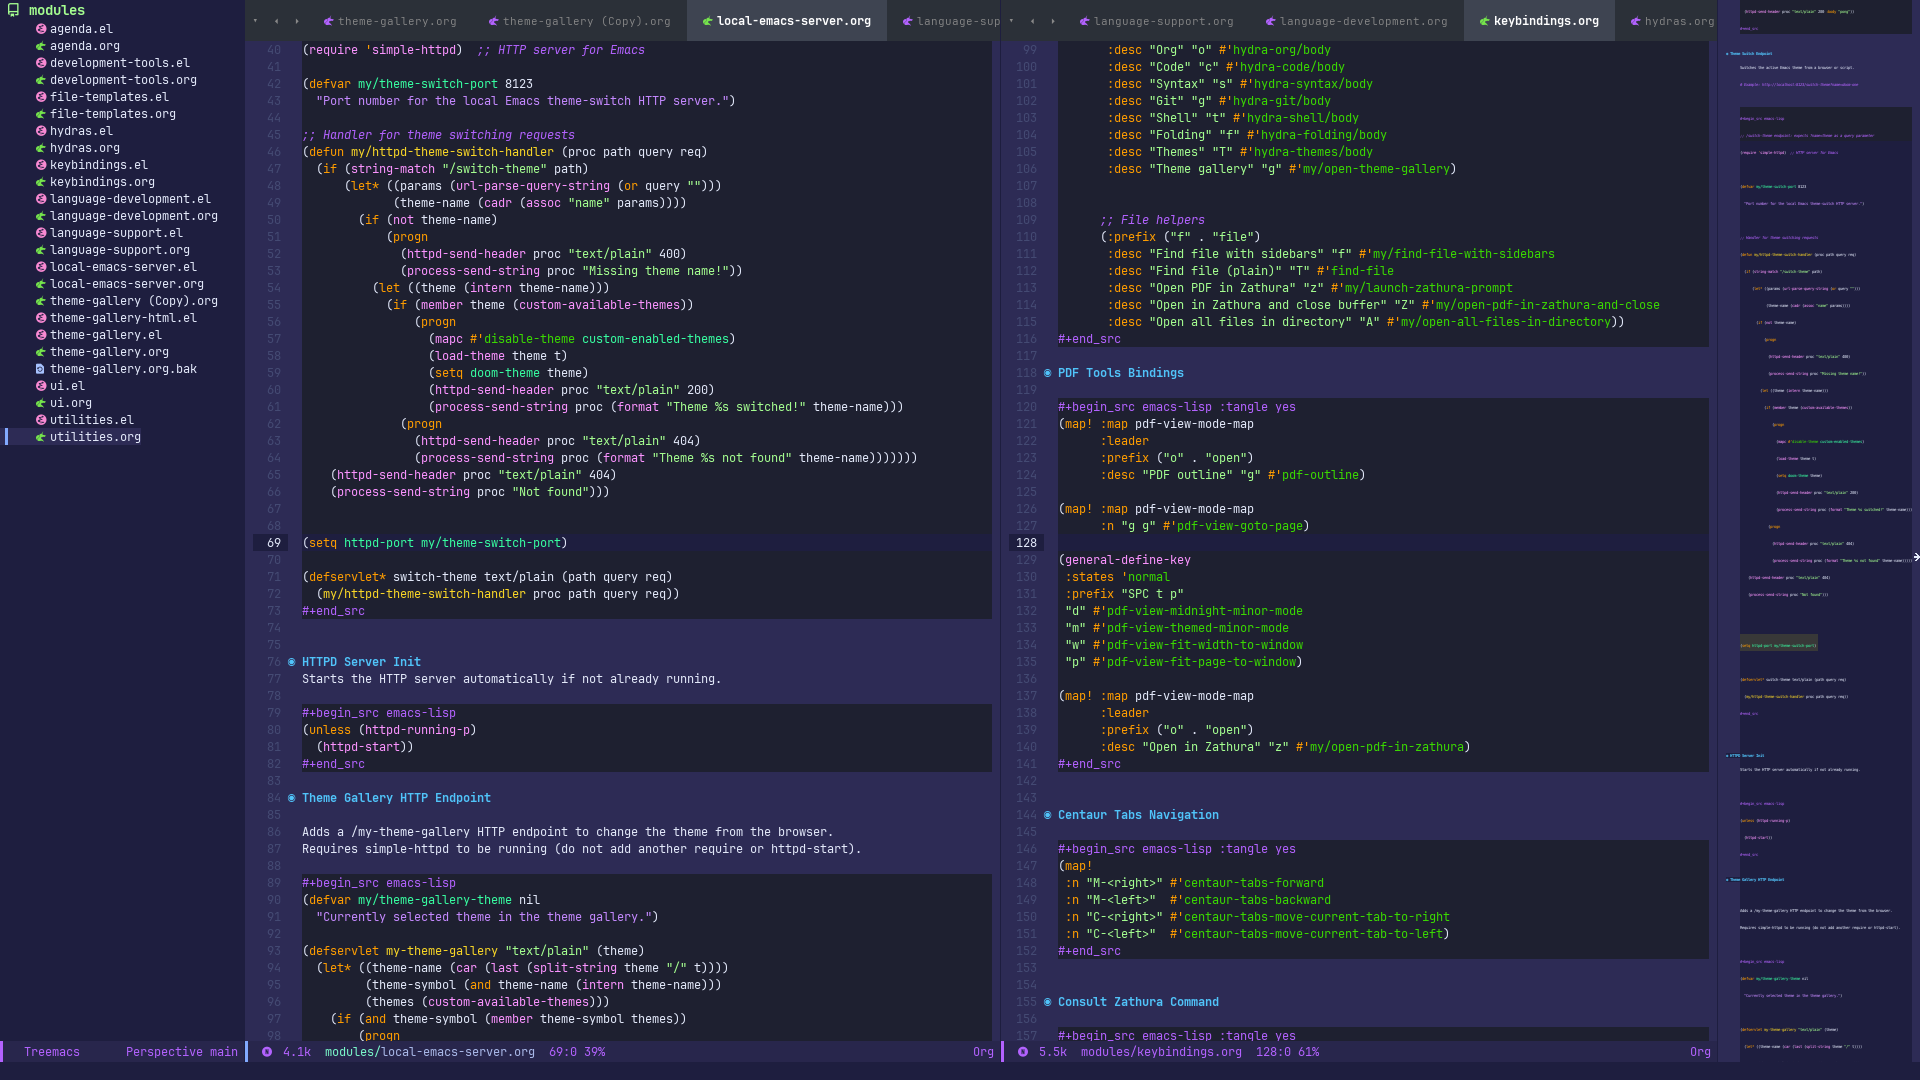 modules
agenda.el
agenda.org
development-tools.el
development-tools.org
file-templates.el
file-templates.org
hydras.el
hydras.org
keybindings.el
keybindings.org
language-development.el
language-development.org
language-support.el
language-support.org
local-emacs-server.el
local-emacs-server.org
theme-gallery (Copy).org
theme-gallery-html.el
theme-gallery.el
theme-gallery.org
theme-gallery.org.bak
ui.el
ui.org
utilities.el
utilities.org
Treemacs Perspective main
theme-gallery.org theme-gallery (Copy).org local-emacs-server.org language-sup
40 (require 'simple-httpd)  ;; HTTP server for Emacs
41
42 (defvar my/theme-switch-port 8123
43   "Port number for the local Emacs theme-switch HTTP server.")
44
45 ;; Handler for theme switching requests
46 (defun my/httpd-theme-switch-handler (proc path query req)
47   (if (string-match "/switch-theme" path)
48       (let* ((params (url-parse-query-string (or query "")))
49              (theme-name (cadr (assoc "name" params))))
50         (if (not theme-name)
51             (progn
52               (httpd-send-header proc "text/plain" 400)
53               (process-send-string proc "Missing theme name!"))
54           (let ((theme (intern theme-name)))
55             (if (member theme (custom-available-themes))
56                 (progn
57                   (mapc #'disable-theme custom-enabled-themes)
58                   (load-theme theme t)
59                   (setq doom-theme theme)
60                   (httpd-send-header proc "text/plain" 200)
61                   (process-send-string proc (format "Theme %s switched!" theme-name)))
62               (progn
63                 (httpd-send-header proc "text/plain" 404)
64                 (process-send-string proc (format "Theme %s not found" theme-name)))))))
65     (httpd-send-header proc "text/plain" 404)
66     (process-send-string proc "Not found")))
67
68
69 (setq httpd-port my/theme-switch-port)
70
71 (defservlet* switch-theme text/plain (path query req)
72   (my/httpd-theme-switch-handler proc path query req))
73 #+end_src
74
75
76 ◉ HTTPD Server Init
77 Starts the HTTP server automatically if not already running.
78
79 #+begin_src emacs-lisp
80 (unless (httpd-running-p)
81   (httpd-start))
82 #+end_src
83
84 ◉ Theme Gallery HTTP Endpoint
85
86 Adds a /my-theme-gallery HTTP endpoint to change the theme from the browser.
87 Requires simple-httpd to be running (do not add another require or httpd-start).
88
89 #+begin_src emacs-lisp
90 (defvar my/theme-gallery-theme nil
91   "Currently selected theme in the theme gallery.")
92
93 (defservlet my-theme-gallery "text/plain" (theme)
94   (let* ((theme-name (car (last (split-string theme "/" t))))
95          (theme-symbol (and theme-name (intern theme-name)))
96          (themes (custom-available-themes)))
97     (if (and theme-symbol (member theme-symbol themes))
98         (progn
4.1k modules/local-emacs-server.org 69:0 39% Org
language-support.org language-development.org keybindings.org hydras.org
99        :desc "Org" "o" #'hydra-org/body
100       :desc "Code" "c" #'hydra-code/body
101       :desc "Syntax" "s" #'hydra-syntax/body
102       :desc "Git" "g" #'hydra-git/body
103       :desc "Shell" "t" #'hydra-shell/body
104       :desc "Folding" "f" #'hydra-folding/body
105       :desc "Themes" "T" #'hydra-themes/body
106       :desc "Theme gallery" "g" #'my/open-theme-gallery)
107
108
109      ;; File helpers
110      (:prefix ("f" . "file")
111       :desc "Find file with sidebars" "f" #'my/find-file-with-sidebars
112       :desc "Find file (plain)" "T" #'find-file
113       :desc "Open PDF in Zathura" "z" #'my/launch-zathura-prompt
114       :desc "Open in Zathura and close buffer" "Z" #'my/open-pdf-in-zathura-and-close
115       :desc "Open all files in directory" "A" #'my/open-all-files-in-directory))
116 #+end_src
117
118 ◉ PDF Tools Bindings
119
120 #+begin_src emacs-lisp :tangle yes
121 (map! :map pdf-view-mode-map
122       :leader
123       :prefix ("o" . "open")
124       :desc "PDF outline" "g" #'pdf-outline)
125
126 (map! :map pdf-view-mode-map
127       :n "g g" #'pdf-view-goto-page)
128
129 (general-define-key
130  :states 'normal
131  :prefix "SPC t p"
132  "d" #'pdf-view-midnight-minor-mode
133  "m" #'pdf-view-themed-minor-mode
134  "w" #'pdf-view-fit-width-to-window
135  "p" #'pdf-view-fit-page-to-window)
136
137 (map! :map pdf-view-mode-map
138       :leader
139       :prefix ("o" . "open")
140       :desc "Open in Zathura" "z" #'my/open-pdf-in-zathura)
141 #+end_src
142
143
144 ◉ Centaur Tabs Navigation
145
146 #+begin_src emacs-lisp :tangle yes
147 (map!
148  :n "M-<right>" #'centaur-tabs-forward
149  :n "M-<left>"  #'centaur-tabs-backward
150  :n "C-<right>" #'centaur-tabs-move-current-tab-to-right
151  :n "C-<left>"  #'centaur-tabs-move-current-tab-to-left)
152 #+end_src
153
154
155 ◉ Consult Zathura Command
156
157 #+begin_src emacs-lisp :tangle yes
5.5k modules/keybindings.org 128:0 61% Org